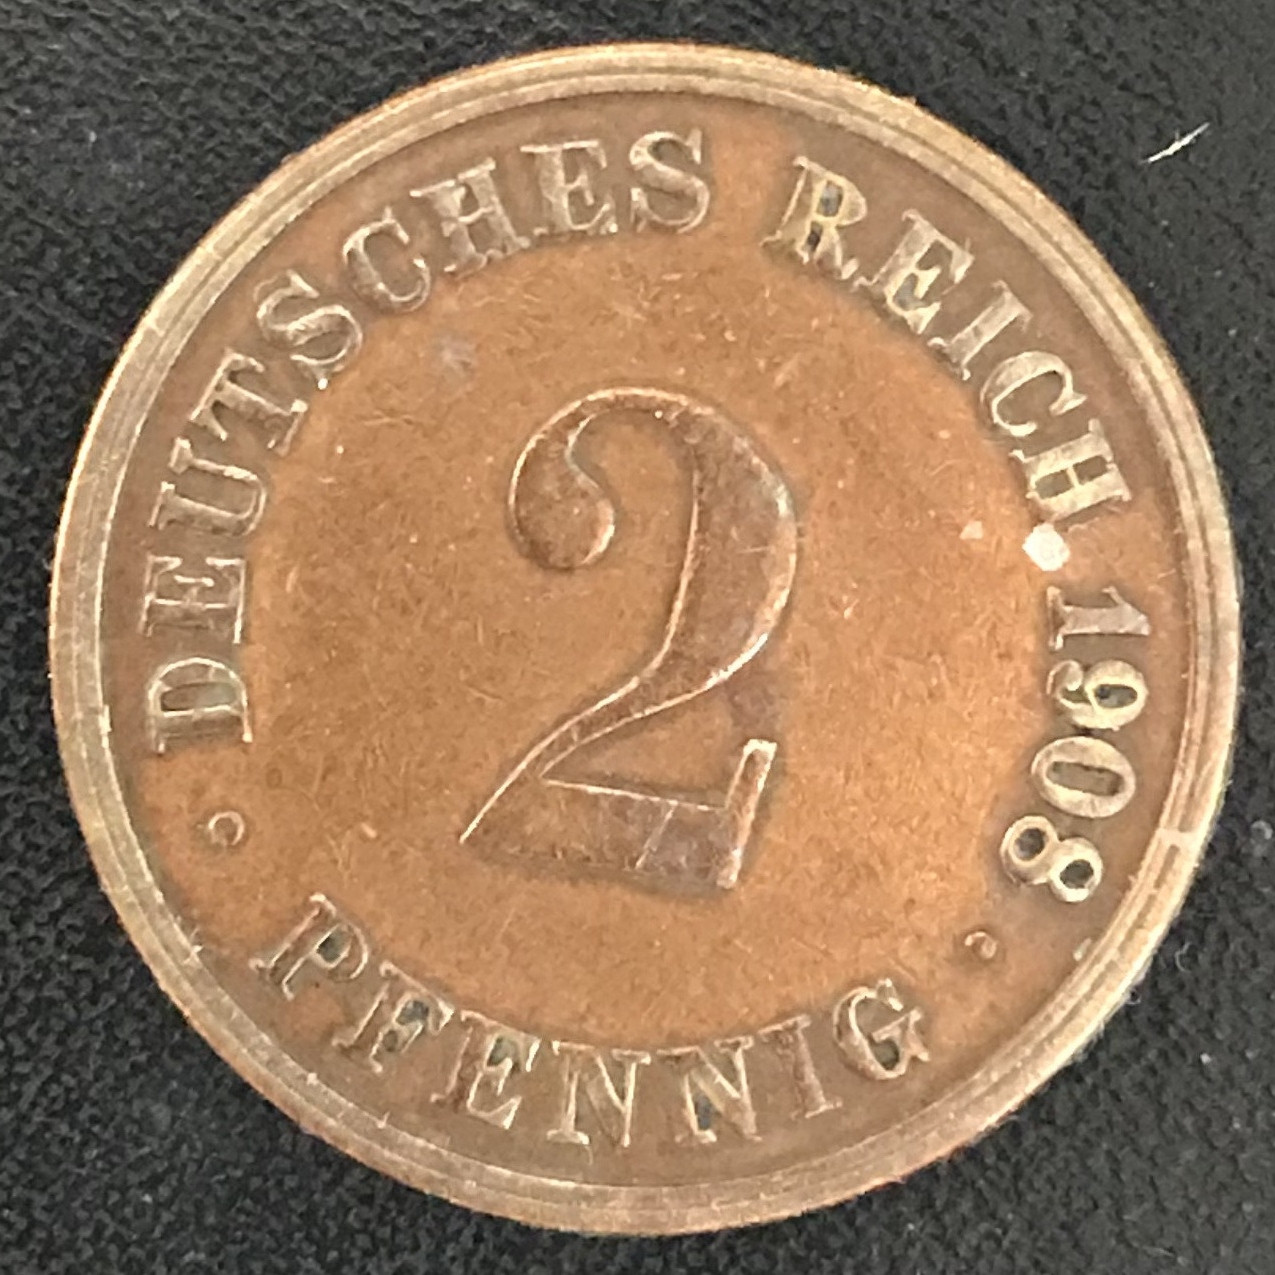 DEUTSCHES REICH 1908
2
PFENNIG